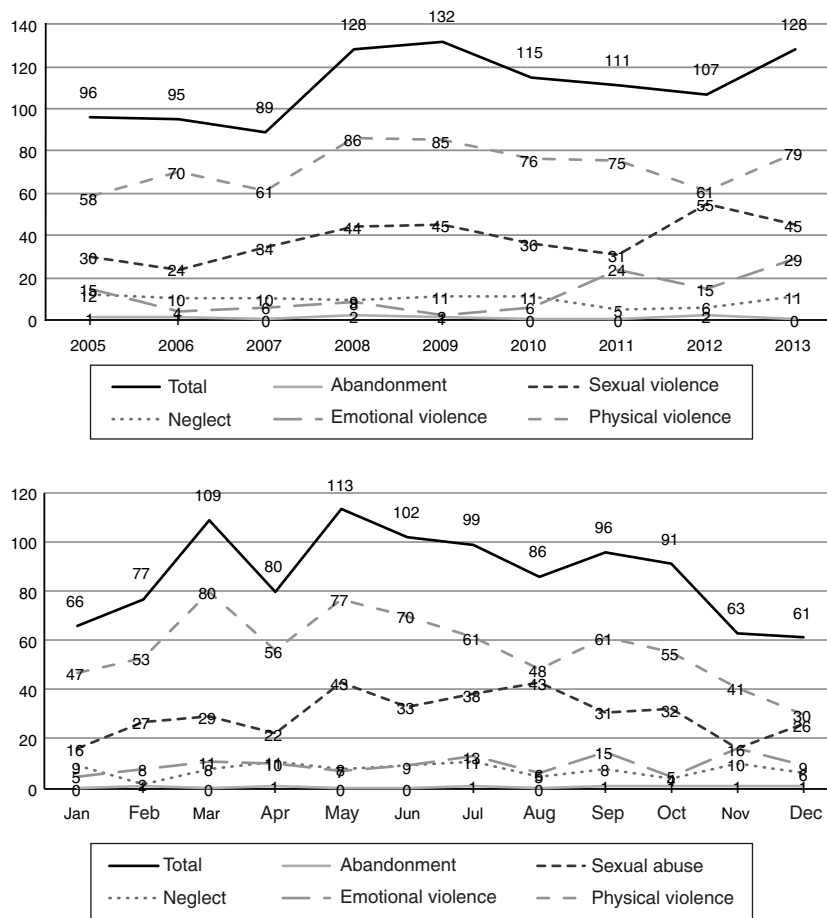 140
120
100
80
60
40
20
0
96 95 89 128 132 115 111 107 128
58 70 61 86 85 76 75 61 79
30 24 34 44 45 36 31 55 45
15 4 6 8 2 6 24 15 29
12 10 10 9 11 11 5 6 11
1 0 2 0 0 2 0
2005 2006 2007 2008 2009 2010 2011 2012 2013
Total Abandonment Sexual violence
Neglect Emotional violence Physical violence
120
100
80
60
40
20
0
66 77 109 80 113 102 99 86 96 91 63 61
47 53 80 56 77 70 61 48 61 55 41 30
16 27 29 22 43 33 38 43 31 32 16 26
5 8 11 10 7 9 13 6 15 5 9
9 2 8 11 8 11 5 8 4 10 6
0 0 1 0 0 1 0 1 1 1 1
Jan Feb Mar Apr May Jun Jul Aug Sep Oct Nov Dec
Total Abandonment Sexual abuse
Neglect Emotional violence Physical violence